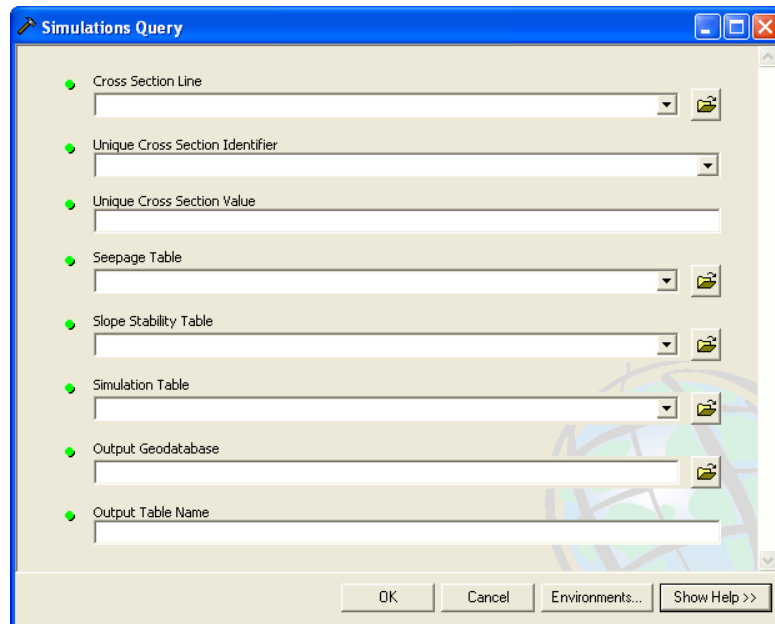 Simulations Query
Cross Section Line
Unique Cross Section Identifier
Unique Cross Section Value
Seepage Table
Slope Stability Table
Simulation Table
Output Geodatabase
Output Table Name
OK Cancel Environments... Show Help >>